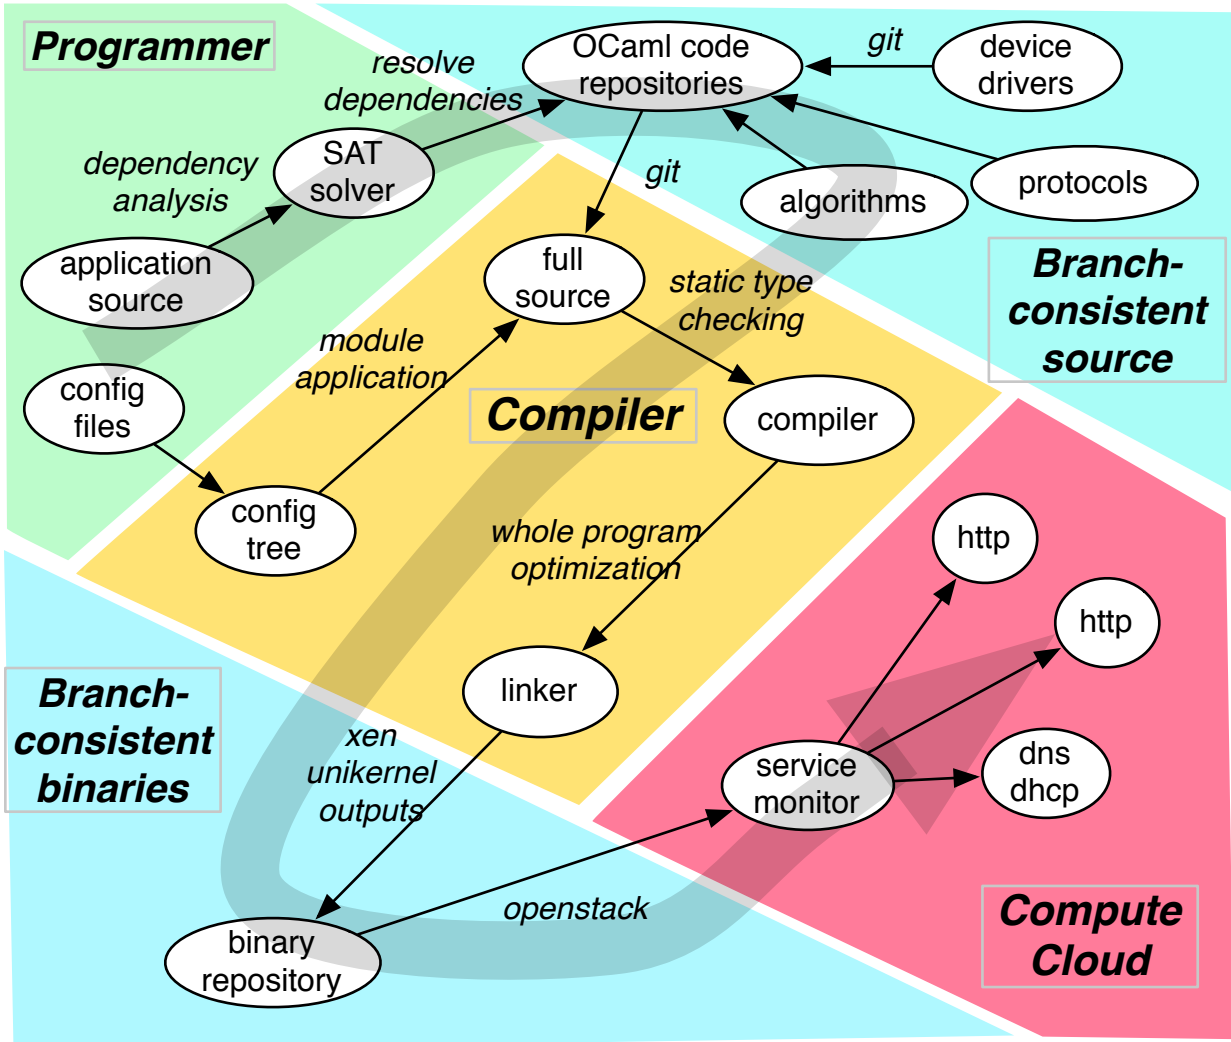 Programmer
resolve
dependencies
OCaml code
repositories
git
device
drivers
dependency
analysis
SAT
solver
git
algorithms
protocols
application
source
full
source
static type
checking
Branch-
consistent
source
module
application
config
files
Compiler
compiler
config
tree
whole program
optimization
http
http
linker
Branch-
consistent
binaries
xen
unikernel
outputs
service
monitor
dns
dhcp
openstack
binary
repository
Compute
Cloud